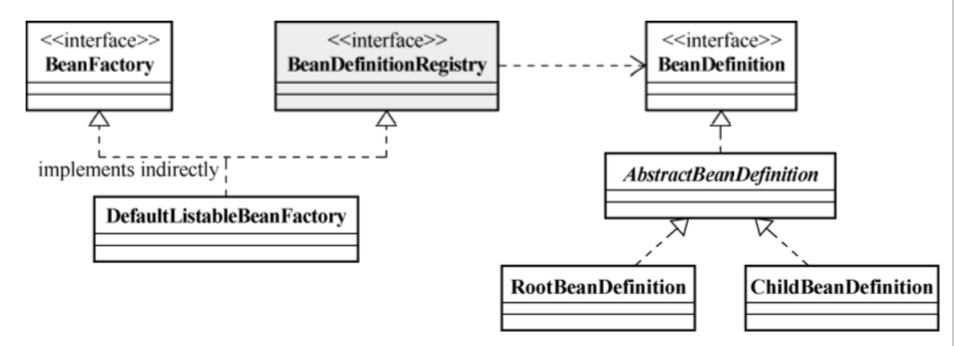 <<interface>>
BeanFactory
<<interface>>
BeanDefinitionRegistry
<<interface>>
BeanDefinition
implements indirectly
AbstractBeanDefinition
DefaultListableBeanFactory
RootBeanDefinition
ChildBeanDefinition